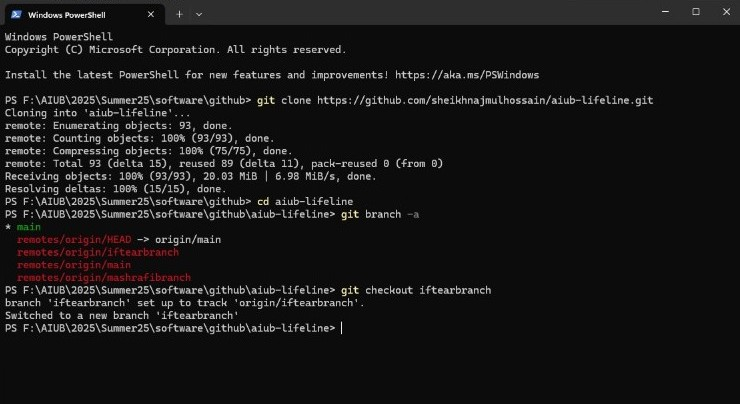 Windows PowerShell
Windows PowerShell
Copyright (C) Microsoft Corporation. All rights reserved.
Install the latest PowerShell for new features and improvements! https://aka.ms/PSWindows
PS F:\AIUB\2025\Summer25\software\github> git clone https://github.com/sheikhnajmulhossain/aiub-lifeline.git
Cloning into 'aiub-lifeline'...
remote: Enumerating objects: 93, done.
remote: Counting objects: 100% (93/93), done.
remote: Compressing objects: 100% (75/75), done.
remote: Total 93 (delta 15), reused 89 (delta 11), pack-reused 0 (from 0)
Receiving objects: 100% (93/93), 20.03 MiB | 6.98 MiB/s, done.
Resolving deltas: 100% (15/15), done.
PS F:\AIUB\2025\Summer25\software\github> cd aiub-lifeline
PS F:\AIUB\2025\Summer25\software\github\aiub-lifeline> git branch -a
* main
remotes/origin/HEAD -> origin/main
remotes/origin/iftearbranch
remotes/origin/main
remotes/origin/mashrafibranch
PS F:\AIUB\2025\Summer25\software\github\aiub-lifeline> git checkout iftearbranch
branch 'iftearbranch' set up to track 'origin/iftearbranch'.
Switched to a new branch 'iftearbranch'
PS F:\AIUB\2025\Summer25\software\github\aiub-lifeline>